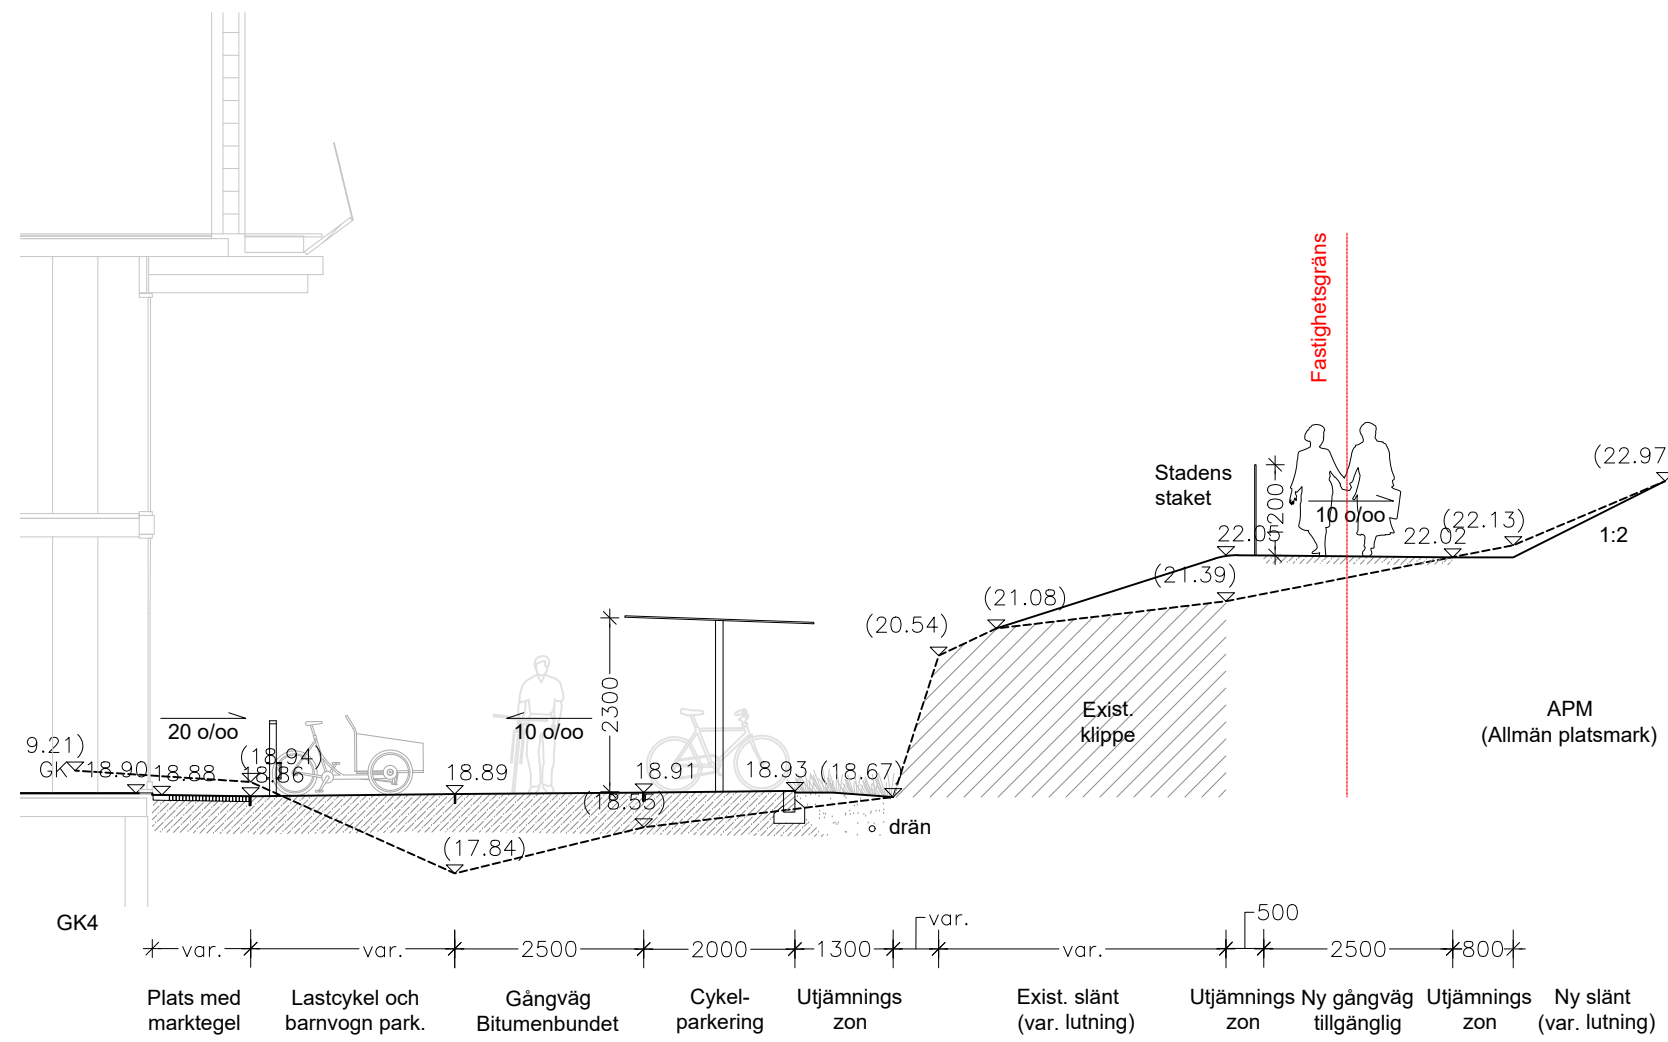 Fastighetsgräns
Stadens
staket
1200
10 o/oo
(22.97
(22.13)
22.05
22.02
1:2
(21.39)
(21.08)
(20.54)
2300
Exist.
klippe
APM
(Allmän platsmark)
20 o/oo
10 o/oo
9.21)
GK 18.90
18.88
(18.94)
18.86
18.89
18.91
18.93
(18.67)
(18.55)
(17.84)
drän
GK4
var.
var.
2500
2000
1300
var.
var.
500
2500
800
Plats med
marktegel
Lastcykel och
barnvogn park.
Gångväg
Bitumenbundet
Cykel-
parkering
Utjämnings
zon
Exist. slänt
(var. lutning)
Utjämnings
zon
Ny gångväg
tillgänglig
Utjämnings
zon
Ny slänt
(var. lutning)